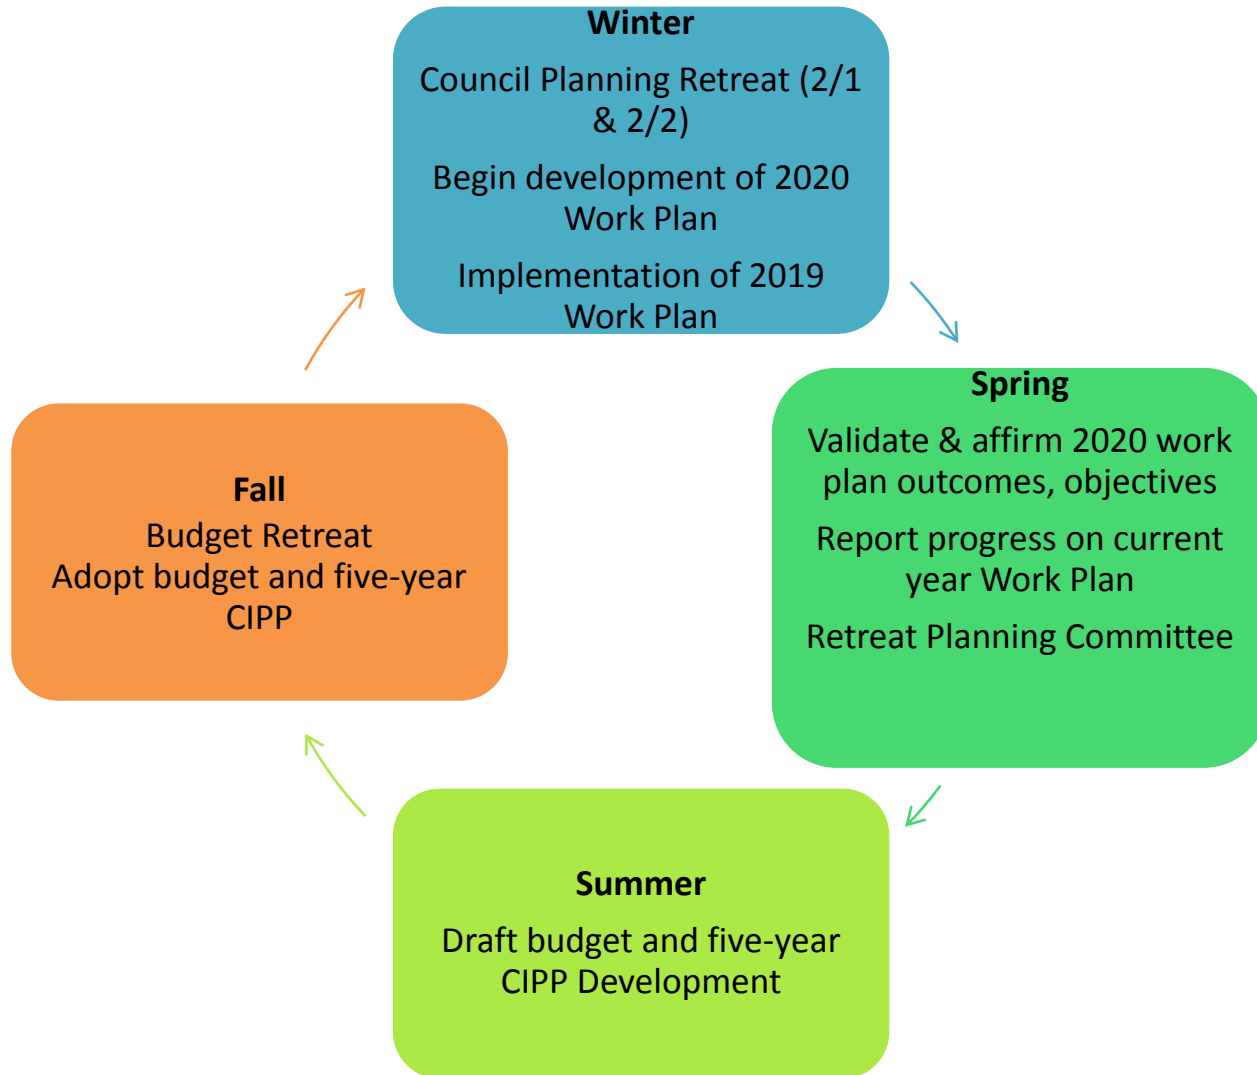 Winter
Council Planning Retreat (2/1
& 2/2)
Begin development of 2020
Work Plan
Implementation of 2019
Work Plan
Spring
Validate & affirm 2020 work
plan outcomes, objectives
Report progress on current
year Work Plan
Retreat Planning Committee
Summer
Draft budget and five-year
CIPP Development
Fall
Budget Retreat
Adopt budget and five-year
CIPP